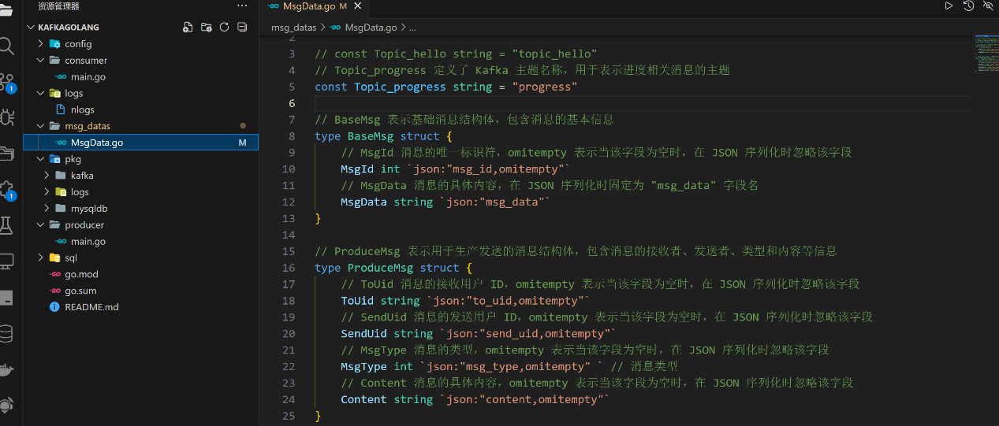 资源管理器
...
KAFKAGOLANG
config
consumer
main.go
logs
nlogs
msg_datas
MsgData.go M
pkg
kafka
logs
mysqldb
producer
main.go
sql
go.mod
go.sum
README.md
1
1
MsgData.go M
msg_datas > MsgData.go > ...
2
3 // const Topic_hello string = "topic_hello"
4 // Topic_progress 定义了 Kafka 主题名称，用于表示进度相关消息的主题
5 const Topic_progress string = "progress"
6
7 // BaseMsg 表示基础消息结构体，包含消息的基本信息
8 type BaseMsg struct {
9 // MsgId 消息的唯一标识符，omitempty 表示当该字段为空时，在 JSON 序列化时忽略该字段
10 MsgId int `json:"msg_id,omitempty"`
11 // MsgData 消息的具体内容，在 JSON 序列化时固定为 "msg_data" 字段名
12 MsgData string `json:"msg_data"`
13 }
14
15 // ProduceMsg 表示用于生产发送的消息结构体，包含消息的接收者、发送者、类型和内容等信息
16 type ProduceMsg struct {
17 // ToUid 消息的接收用户 ID，omitempty 表示当该字段为空时，在 JSON 序列化时忽略该字段
18 ToUid string `json:"to_uid,omitempty"`
19 // SendUid 消息的发送用户 ID，omitempty 表示当该字段为空时，在 JSON 序列化时忽略该字段
20 SendUid string `json:"send_uid,omitempty"`
21 // MsgType 消息的类型，omitempty 表示当该字段为空时，在 JSON 序列化时忽略该字段
22 MsgType int `json:"msg_type,omitempty" ` // 消息类型
23 // Content 消息的具体内容，omitempty 表示当该字段为空时，在 JSON 序列化时忽略该字段
24 Content string `json:"content,omitempty"`
25 }